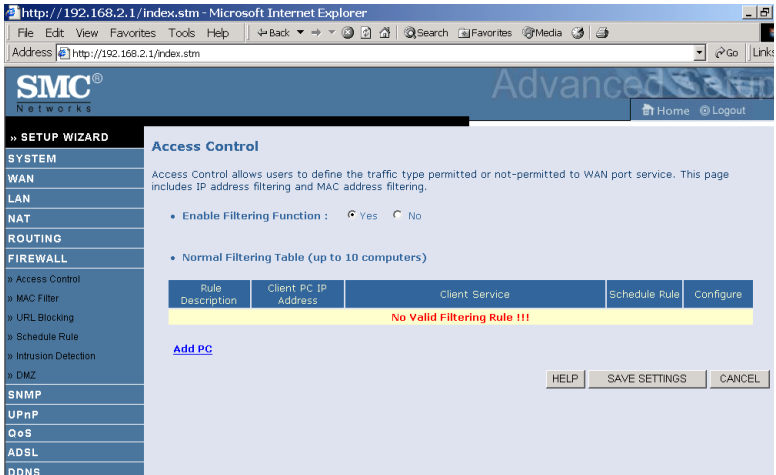 http://192.168.2.1/index.stm - Microsoft Internet Explorer
File Edit View Favorites Tools Help Back Search Favorites Media
Address http://192.168.2.1/index.stm Go Links
SMC® Networks
Advanced Setup
Home Logout
» SETUP WIZARD
SYSTEM
WAN
LAN
NAT
ROUTING
FIREWALL
» Access Control
» MAC Filter
» URL Blocking
» Schedule Rule
» Intrusion Detection
» DMZ
SNMP
UPnP
QoS
ADSL
DDNS
Access Control
Access Control allows users to define the traffic type permitted or not-permitted to WAN port service. This page
includes IP address filtering and MAC address filtering.
• Enable Filtering Function : Yes No
• Normal Filtering Table (up to 10 computers)
Rule Description Client PC IP Address Client Service Schedule Rule Configure
No Valid Filtering Rule !!!
Add PC
HELP SAVE SETTINGS CANCEL